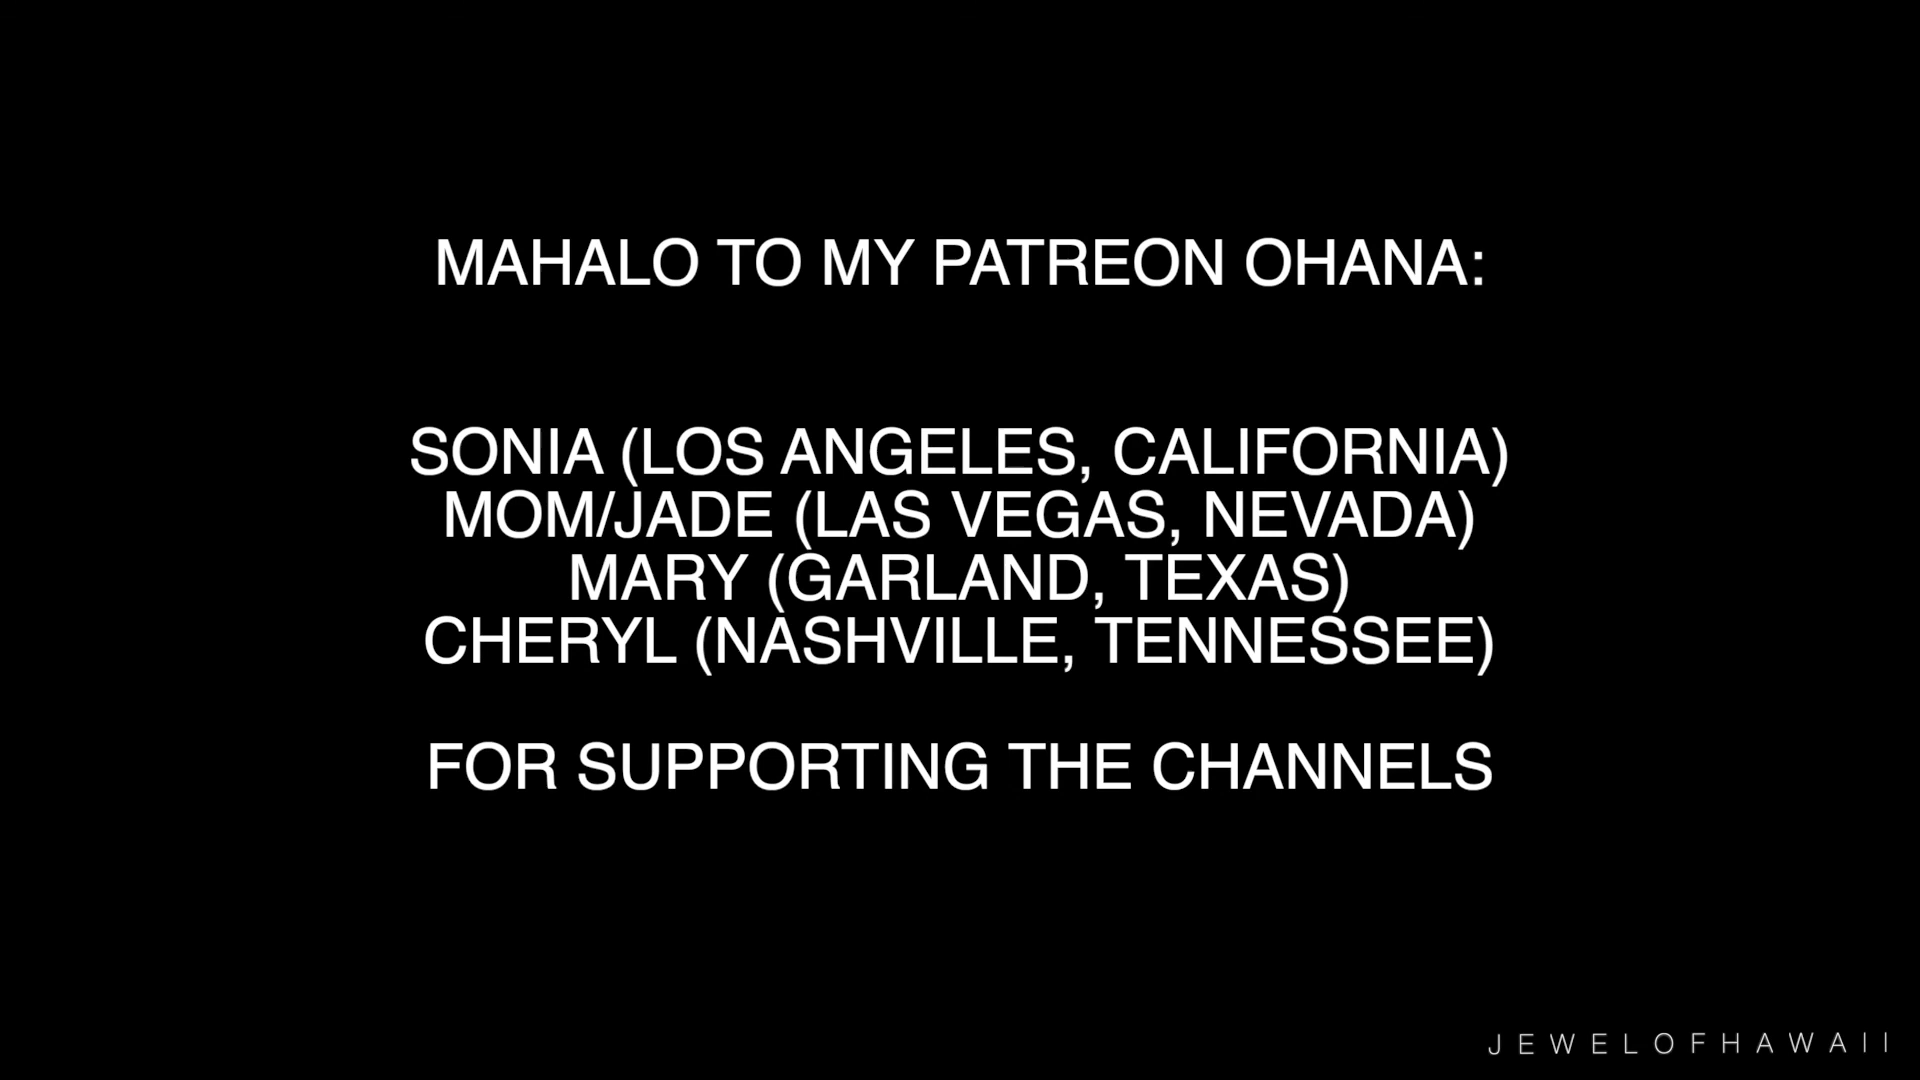 MAHALO TO MY PATREON OHANA:
SONIA (LOS ANGELES, CALIFORNIA)
MOM/JADE (LAS VEGAS, NEVADA)
MARY (GARLAND, TEXAS)
CHERYL (NASHVILLE, TENNESSEE)
FOR SUPPORTING THE CHANNELS
JEWELOFHAWAII